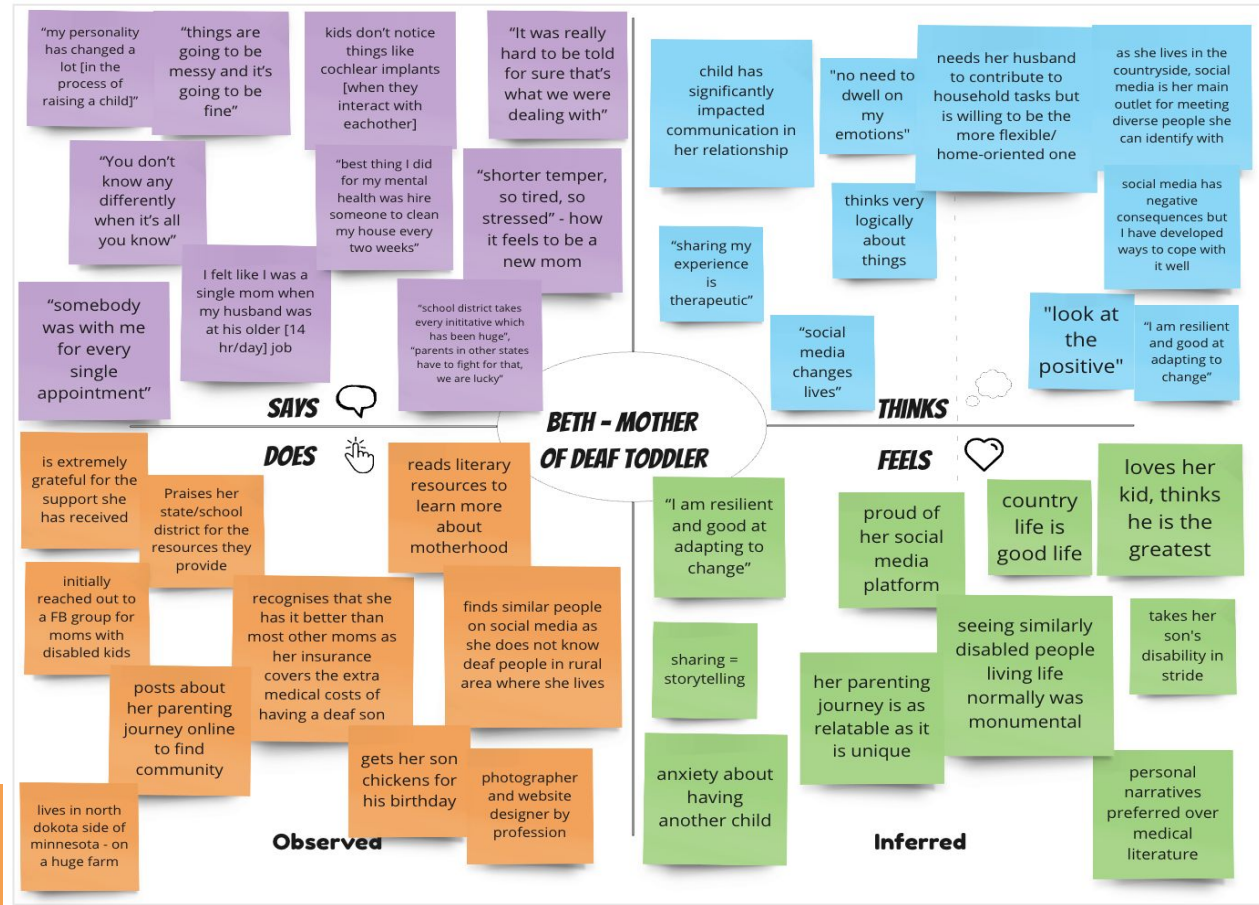 “my personality
has changed a
lot [in the
process of
raising a child]”
“things are
going to be
messy and it’s
going to be
fine”
kids don’t notice
things like
cochlear implants
[when they
interact with
eachother]
“It was really
hard to be told
for sure that’s
what we were
dealing with”
“You don’t
know any
differently
when it’s all
you know”
“best thing I did
for my mental
health was hire
someone to clean
my house every
two weeks”
“shorter temper,
so tired, so
stressed” - how
it feels to be a
new mom
I felt like I was a
single mom when
my husband was
at his older [14
hr/day] job
“somebody
was with me
for every
single
appointment”
“school district takes
every inititative which
has been huge”,
“parents in other states
have to fight for that,
we are lucky”
SAYS
child has
significantly
impacted
communication in
her relationship
"no need to
dwell on
my
emotions"
needs her husband
to contribute to
household tasks but
is willing to be the
more flexible/
home-oriented one
as she lives in the
countryside, social
media is her main
outlet for meeting
diverse people she
can identify with
thinks very
logically
about
things
social media has
negative
consequences but
I have developed
ways to cope with
it well
“sharing my
experience
is
therapeutic”
“social
media
changes
lives”
"look at
the
positive"
“I am resilient
and good at
adapting to
change”
THINKS
BETH - MOTHER
OF DEAF TODDLER
DOES
is extremely
grateful for the
support she
has received
Praises her
state/school
district for the
resources they
provide
reads literary
resources to
learn more
about
motherhood
initially
reached out to
a FB group for
moms with
disabled kids
recognises that she
has it better than
most other moms as
her insurance
covers the extra
medical costs of
having a deaf son
finds similar people
on social media as
she does not know
deaf people in rural
area where she lives
posts about
her parenting
journey online
to find
community
gets her son
chickens for
his birthday
photographer
and website
designer by
profession
lives in north
dokota side of
minnesota - on
a huge farm
Observed
FEELS
“I am resilient
and good at
adapting to
change”
proud of
her social
media
platform
country
life is
good life
loves her
kid, thinks
he is the
greatest
sharing =
storytelling
her parenting
journey is as
relatable as it
is unique
seeing similarly
disabled people
living life
normally was
monumental
takes her
son's
disability in
stride
anxiety about
having
another child
personal
narratives
preferred over
medical
literature
Inferred